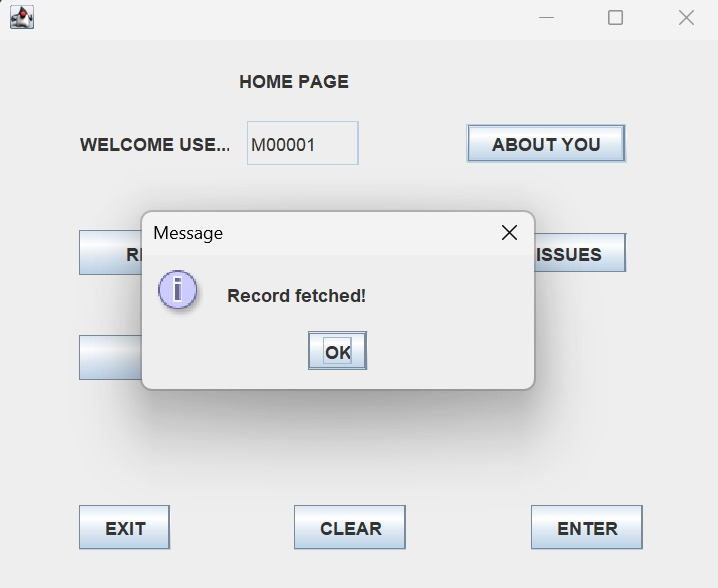 HOME PAGE
WELCOME USE... M00001 ABOUT YOU
Message
ISSUES
Record fetched!
OK
EXIT CLEAR ENTER